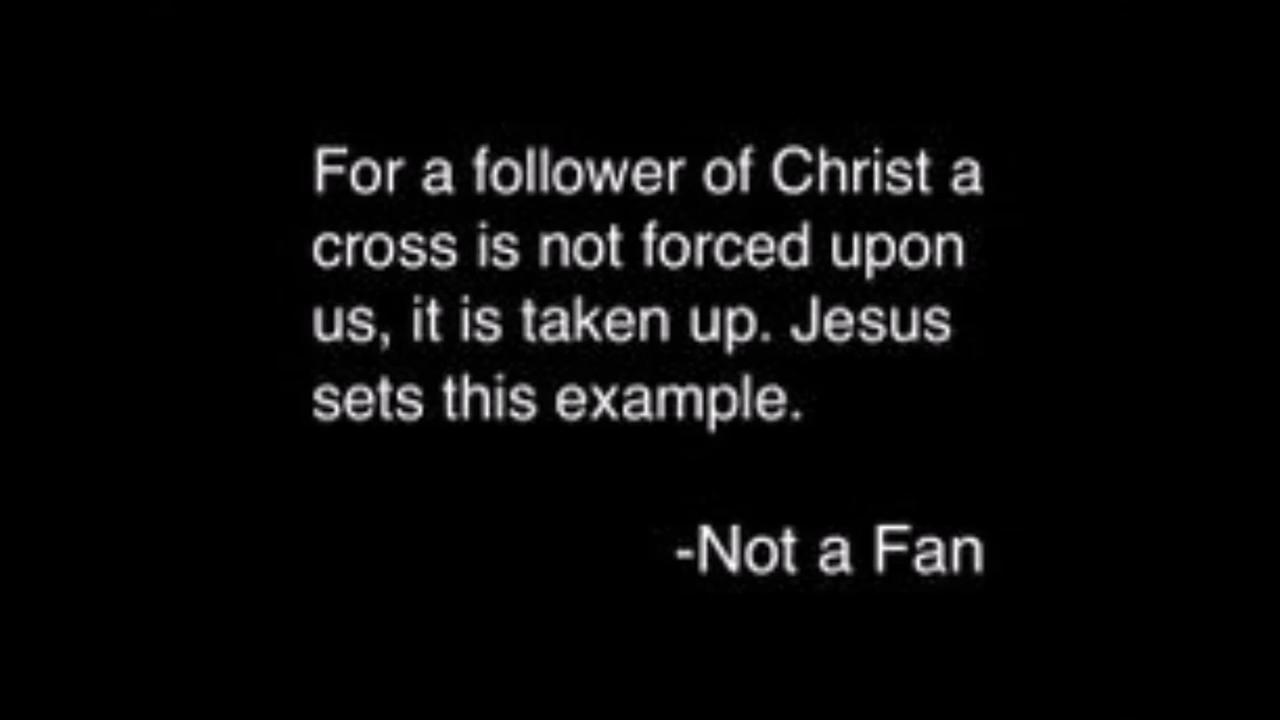 For a follower of Christ a
cross is not forced upon
us, it is taken up. Jesus
sets this example.
-Not a Fan